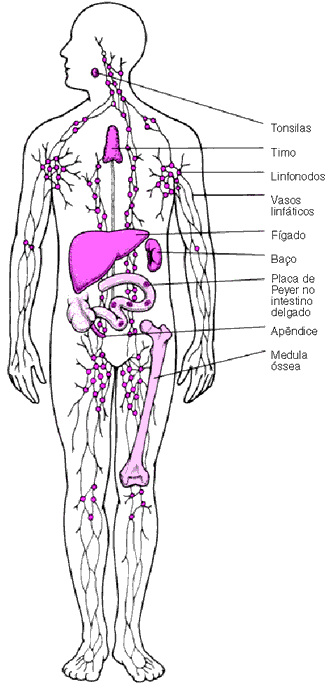 Tonsilas
Timo
Linfonodos
Vasos
linfáticos
Fígado
Baço
Placa de
Peyer no
intestino
delgado
Apêndice
Medula
óssea